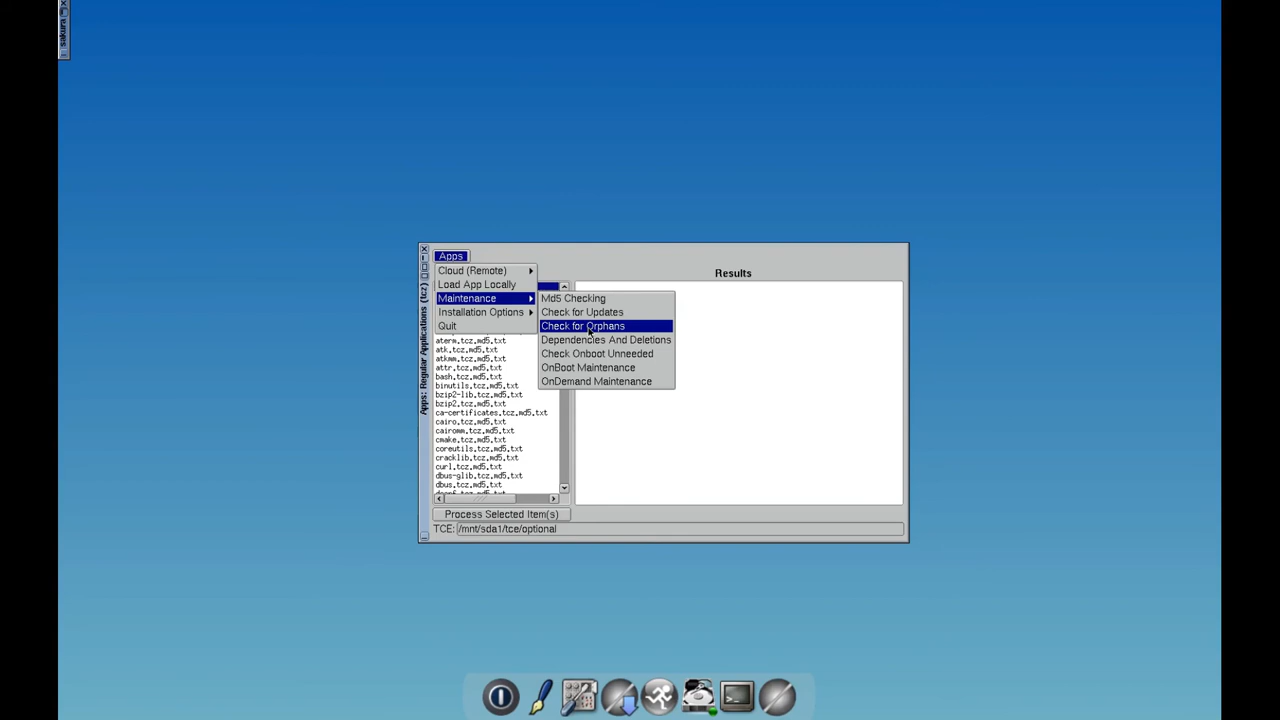 sakura
Apps: Regular Applications (tcz)
Apps
Cloud (Remote)
Load App Locally
Maintenance
Installation Options
Quit
Md5 Checking
Check for Updates
Check for Orphans
Dependencies And Deletions
Check Onboot Unneeded
OnBoot Maintenance
OnDemand Maintenance
Results
aterm.tcz.md5.txt
atk.tcz.md5.txt
atkmm.tcz.md5.txt
attr.tcz.md5.txt
bash.tcz.md5.txt
binutils.tcz.md5.txt
bzip2-lib.tcz.md5.txt
bzip2.tcz.md5.txt
ca-certificates.tcz.md5.txt
cairo.tcz.md5.txt
cairomm.tcz.md5.txt
cmake.tcz.md5.txt
coreutils.tcz.md5.txt
cracklib.tcz.md5.txt
curl.tcz.md5.txt
dbus-glib.tcz.md5.txt
dbus.tcz.md5.txt
Process Selected Item(s)
TCE: /mnt/sda1/tce/optional